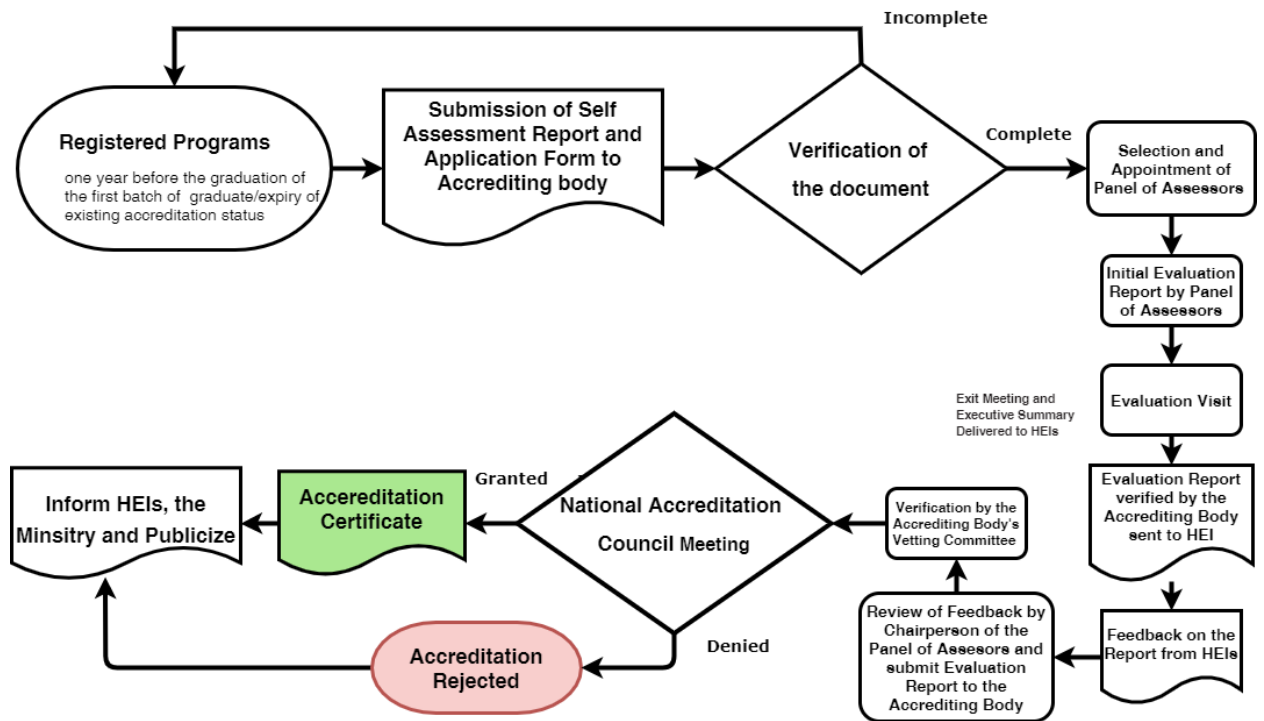 Incomplete
Registered Programs
one year before the graduation of
the first batch of graduate/expiry of
existing accreditation status
Submission of Self
Assessment Report and
Application Form to
Accrediting body
Verification of
the document
Complete
Selection and
Appointment of
Panel of Assessors
Initial Evaluation
Report by Panel
of Assessors
Evaluation Visit
Exit Meeting and
Executive Summary
Delivered to HEIs
Evaluation Report
verified by the
Accrediting Body
sent to HEI
Feedback on the
Report from HEIs
Review of Feedback by
Chairperson of the
Panel of Assesors and
submit Evaluation
Report to the
Accrediting Body
Verification by the
Accrediting Body's
Vetting Committee
National Accreditation
Council Meeting
Granted
Accereditation
Certificate
Inform HEIs, the
Minsitry and Publicize
Denied
Accreditation
Rejected